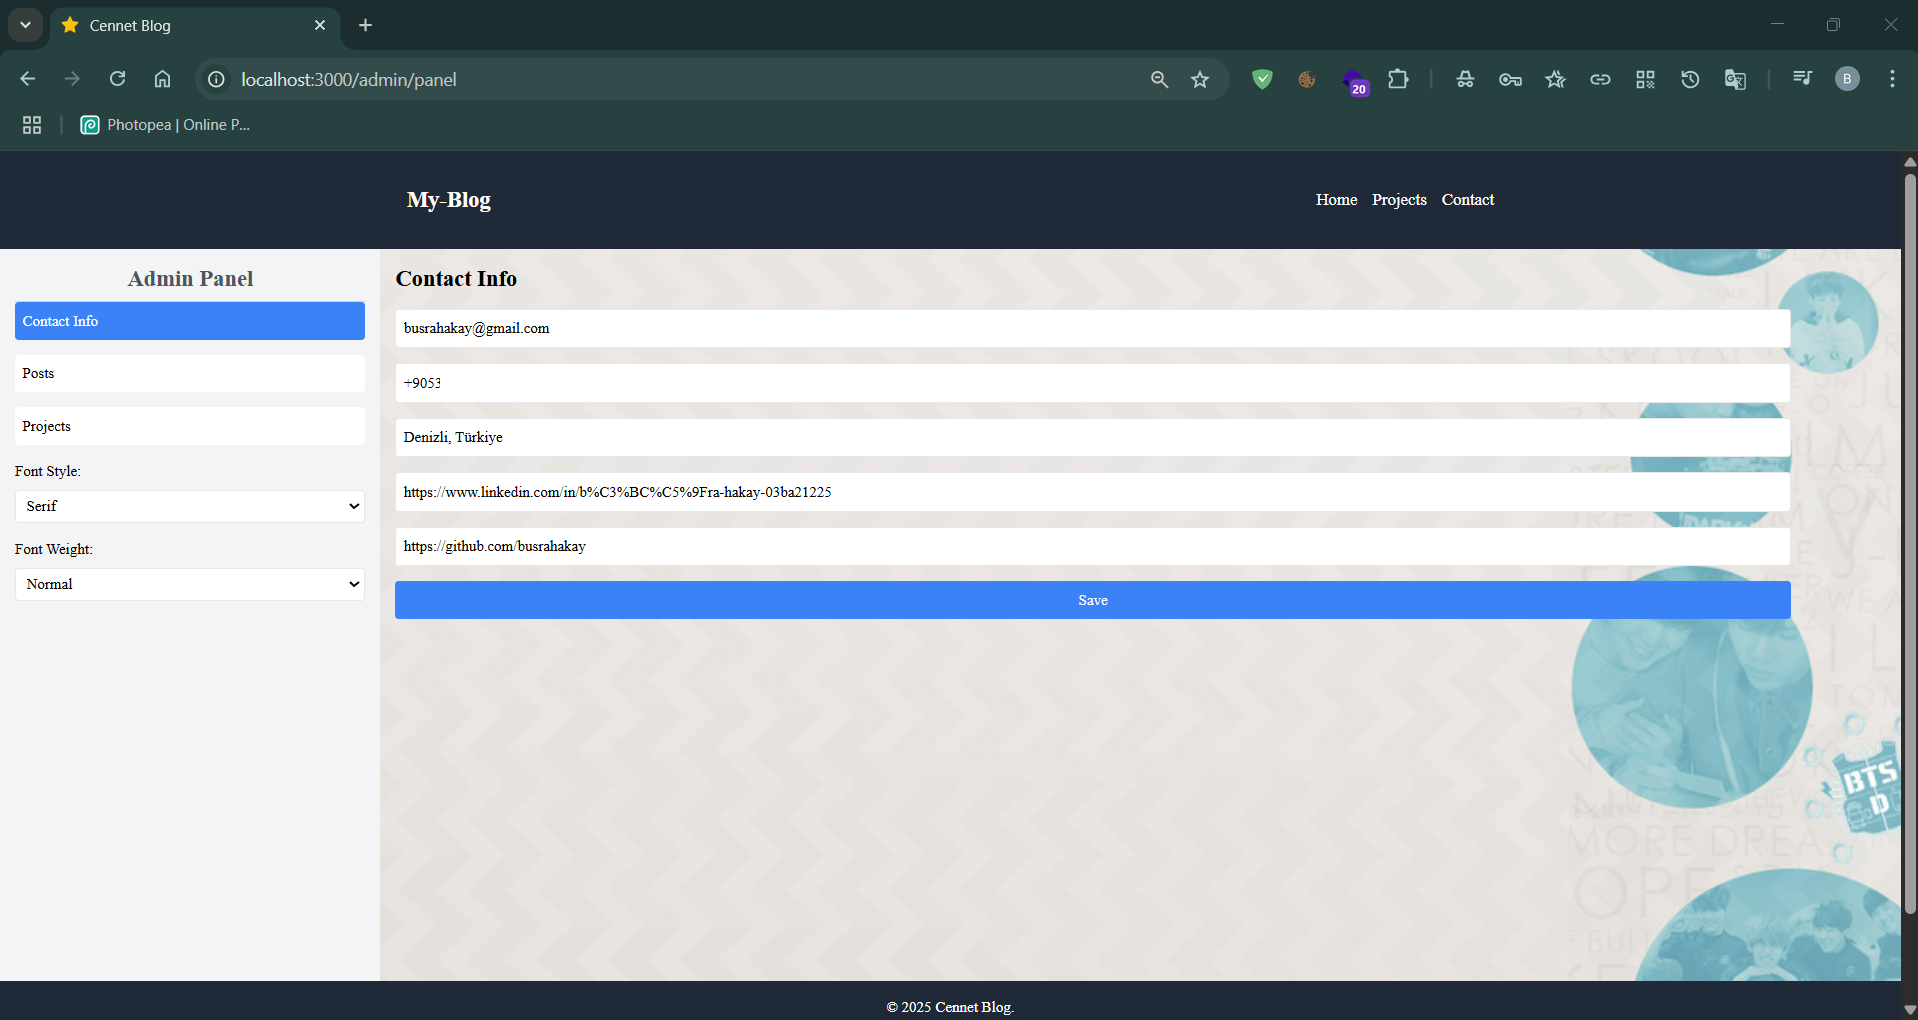 Cennet Blog
localhost:3000/admin/panel
20
B
Photopea | Online P...
My-Blog
Home Projects Contact
Admin Panel
Contact Info
Posts
Projects
Font Style:
Serif
Font Weight:
Normal
Contact Info
busrahakay@gmail.com
+9053
Denizli, Türkiye
https://www.linkedin.com/in/b%C3%BC%C5%9Fra-hakay-03ba21225
https://github.com/busrahakay
Save
BTS
D
MORE DREA
OPE
BULL
© 2025 Cennet Blog.